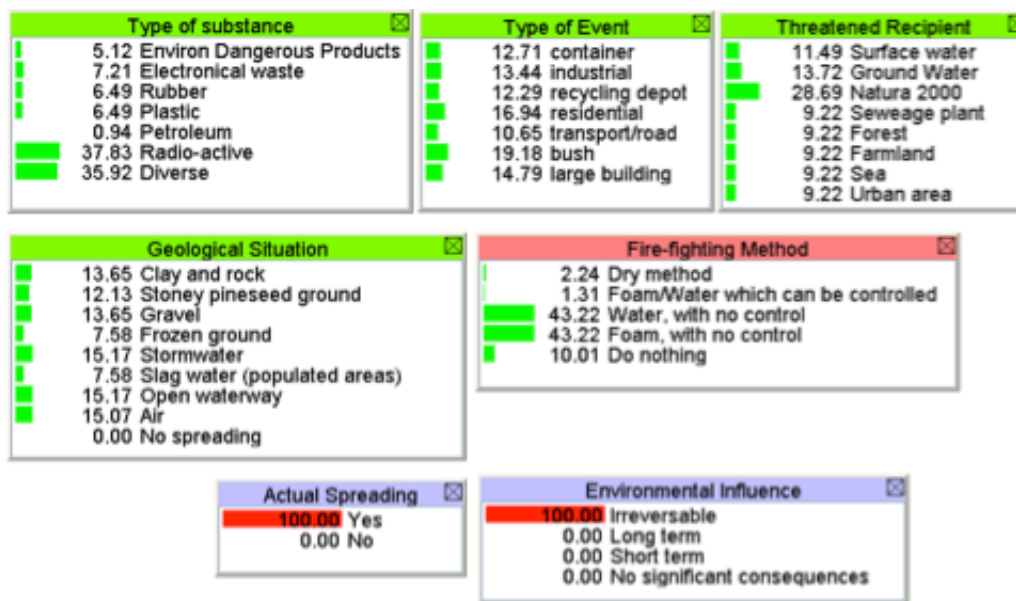 Type of substance
5.12 Environ Dangerous Products
7.21 Electronical waste
6.49 Rubber
6.49 Plastic
0.94 Petroleum
37.83 Radio-active
35.92 Diverse
Type of Event
12.71 container
13.44 industrial
12.29 recycling depot
16.94 residential
10.65 transport/road
19.18 bush
14.79 large building
Threatened Recipient
11.49 Surface water
13.72 Ground Water
28.69 Natura 2000
9.22 Seweage plant
9.22 Forest
9.22 Farmland
9.22 Sea
9.22 Urban area
Geological Situation
13.65 Clay and rock
12.13 Stoney pineseed ground
13.65 Gravel
7.58 Frozen ground
15.17 Stormwater
7.58 Slag water (populated areas)
15.17 Open waterway
15.07 Air
0.00 No spreading
Fire-fighting Method
2.24 Dry method
1.31 Foam/Water which can be controlled
43.22 Water, with no control
43.22 Foam, with no control
10.01 Do nothing
Actual Spreading
100.00 Yes
0.00 No
Environmental Influence
100.00 Irreversable
0.00 Long term
0.00 Short term
0.00 No significant consequences